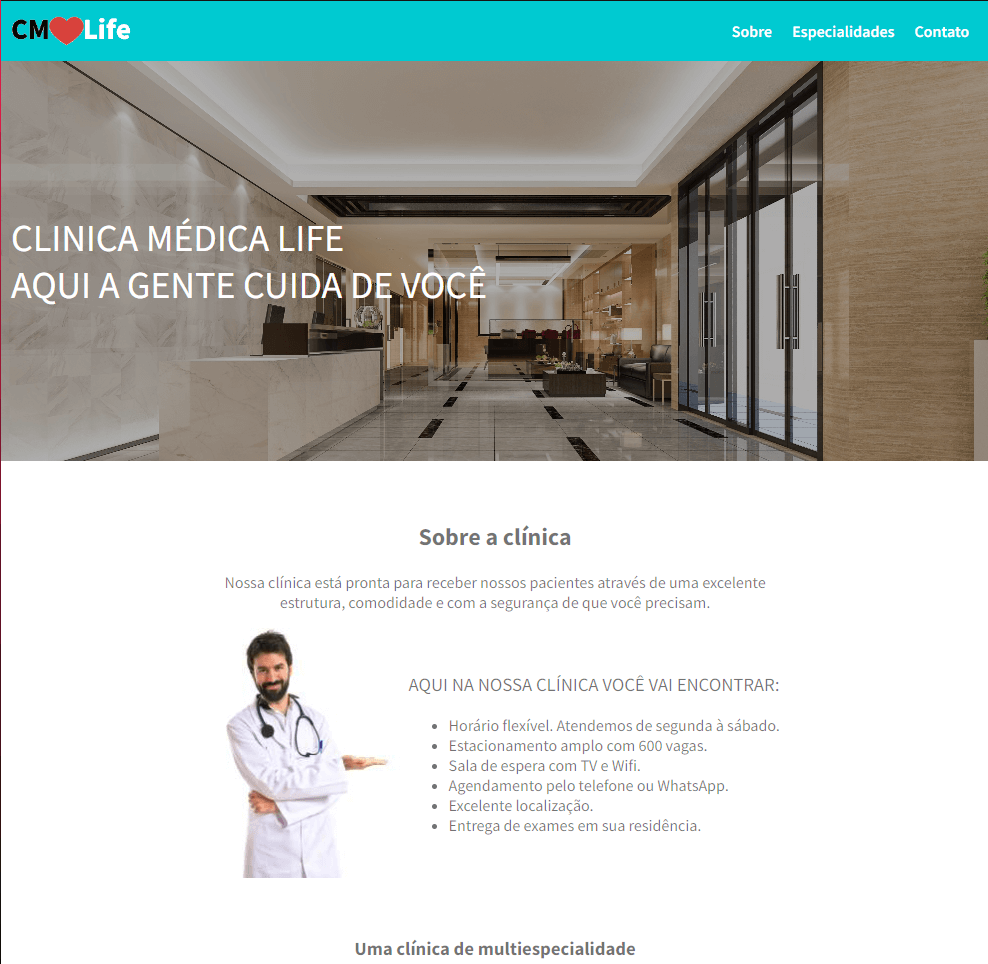 CM Life
Sobre Especialidades Contato
CLINICA MÉDICA LIFE
AQUI A GENTE CUIDA DE VOCÊ
Sobre a clínica
Nossa clínica está pronta para receber nossos pacientes através de uma excelente
estrutura, comodidade e com a segurança de que você precisam.
AQUI NA NOSSA CLÍNICA VOCÊ VAI ENCONTRAR:
• Horário flexível. Atendemos de segunda à sábado.
• Estacionamento amplo com 600 vagas.
• Sala de espera com TV e Wifi.
• Agendamento pelo telefone ou WhatsApp.
• Excelente localização.
• Entrega de exames em sua residência.
Uma clínica de multiespecialidade